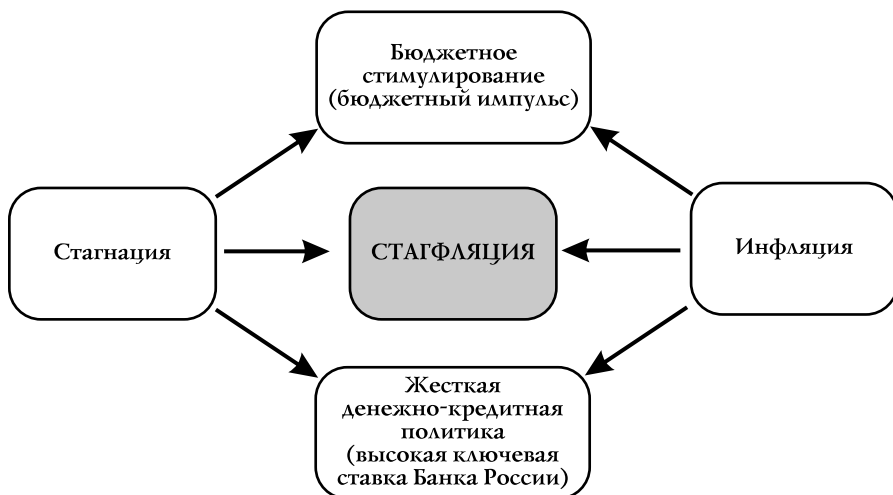 Бюджетное
стимулирование
(бюджетный импульс)
Стагнация
СТАГФЛЯЦИЯ
Инфляция
Жесткая
денежно-кредитная
политика
(высокая ключевая
ставка Банка России)